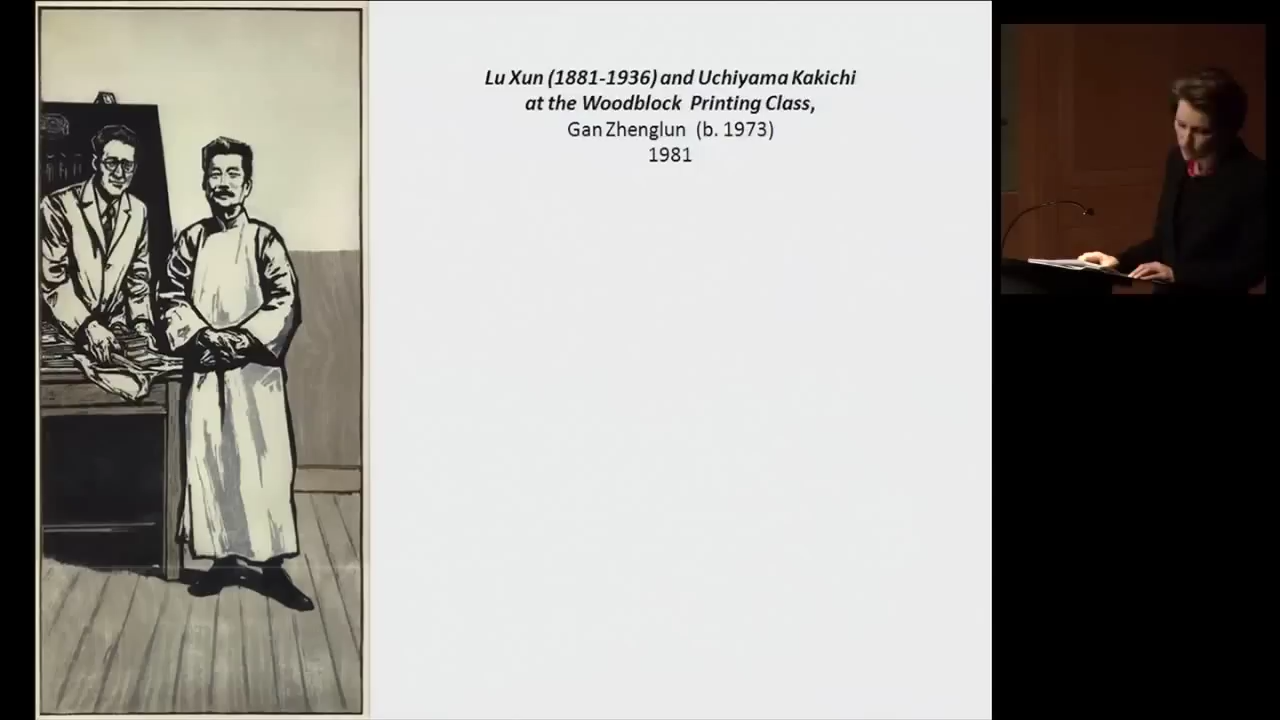 Lu Xun (1881-1936) and Uchiyama Kakichi
at the Woodblock Printing Class,
Gan Zhenglun (b. 1973)
1981